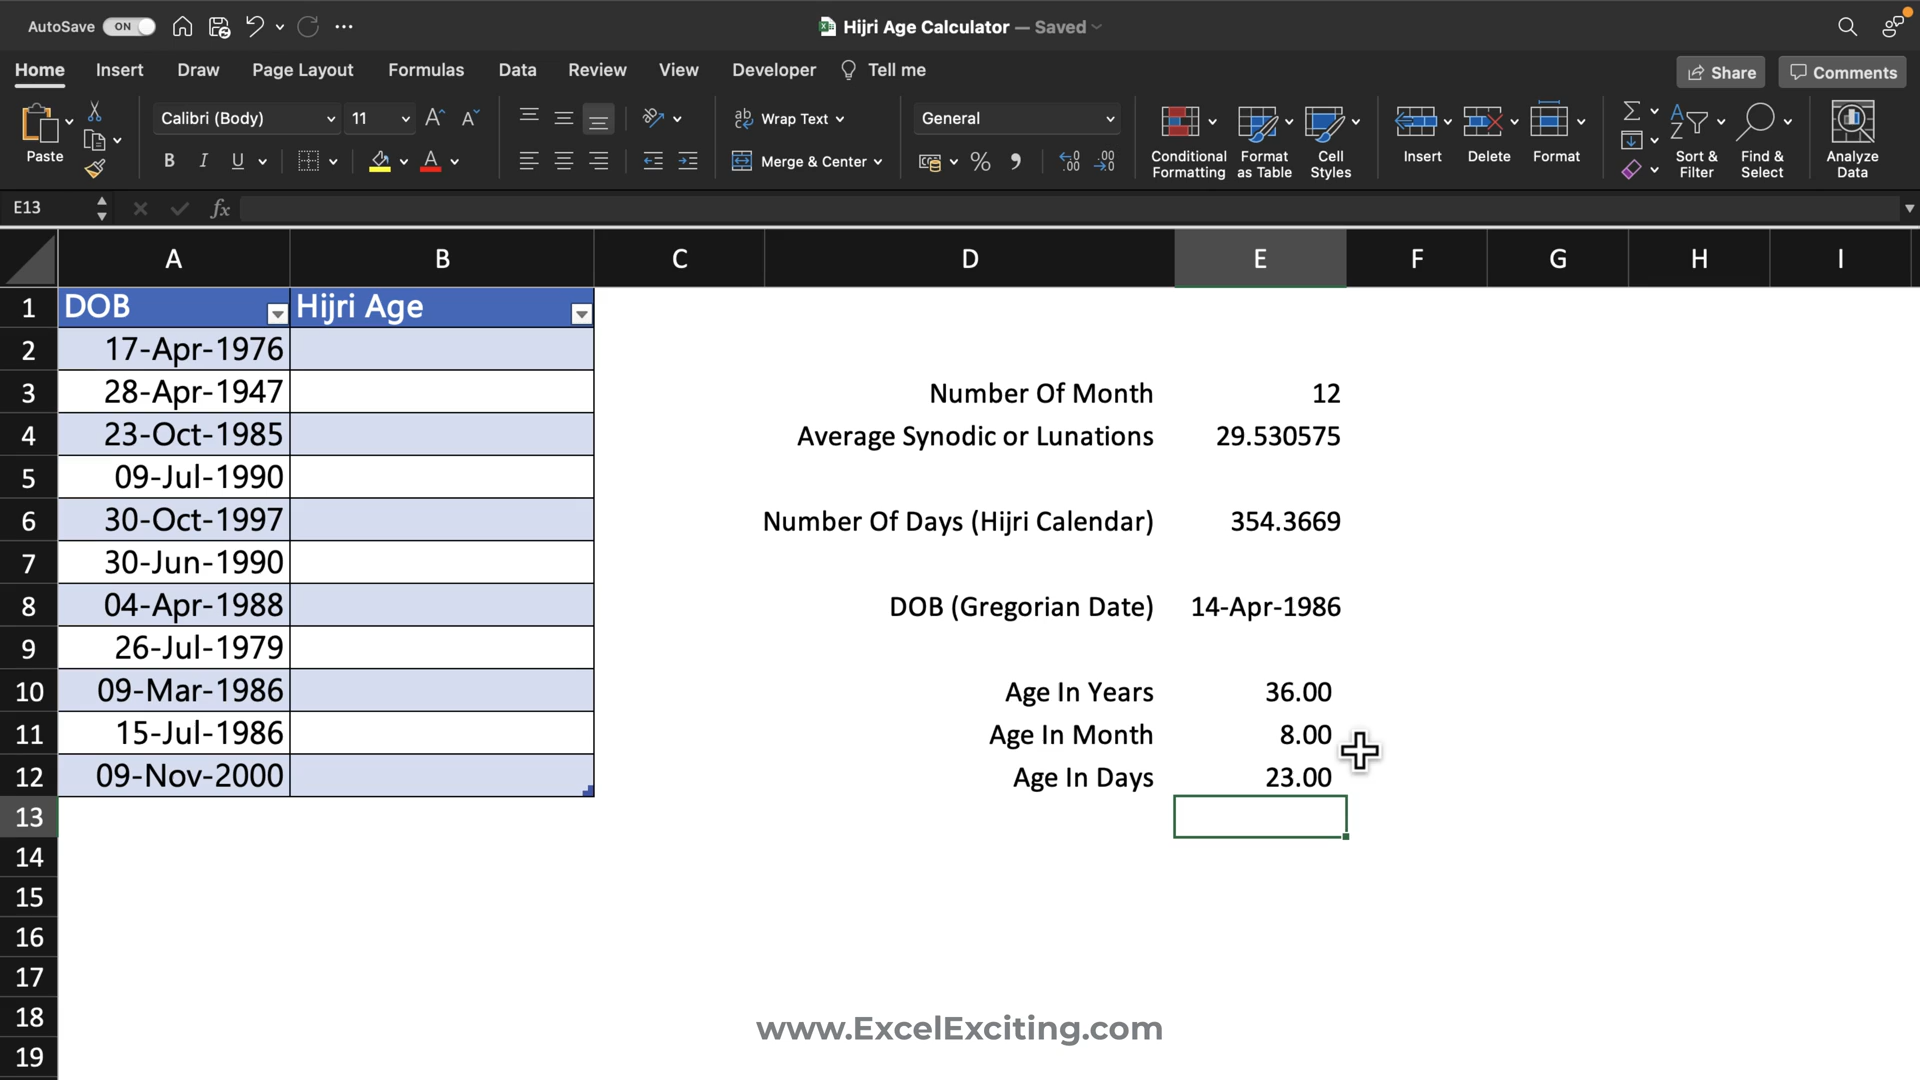 AutoSave ON Hijri Age Calculator — Saved
Home Insert Draw Page Layout Formulas Data Review View Developer Tell me Share Comments
Paste Calibri (Body) 11 Wrap Text General Conditional Formatting Format as Table Cell Styles Insert Delete Format Sort & Filter Find & Select Analyze Data
B I U Merge & Center
E13 fx
A B C D E F G H I
1 DOB Hijri Age
2 17-Apr-1976
3 28-Apr-1947 Number Of Month 12
4 23-Oct-1985 Average Synodic or Lunations 29.530575
5 09-Jul-1990
6 30-Oct-1997 Number Of Days (Hijri Calendar) 354.3669
7 30-Jun-1990
8 04-Apr-1988 DOB (Gregorian Date) 14-Apr-1986
9 26-Jul-1979
10 09-Mar-1986 Age In Years 36.00
11 15-Jul-1986 Age In Month 8.00
12 09-Nov-2000 Age In Days 23.00
13
14
15
16
17
18
www.ExcelExciting.com
19